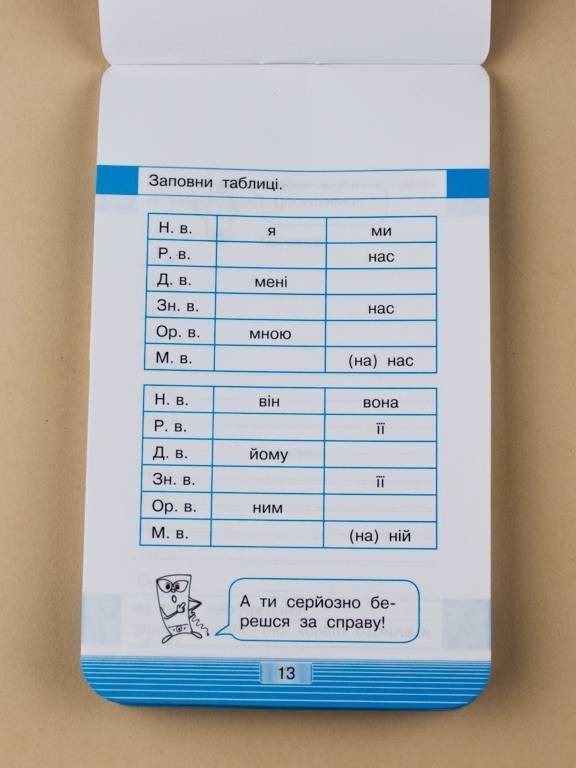 Заповни таблиці.
Н. в. я ми
Р. в. нас
Д. в. мені
Зн. в. нас
Ор. в. мною
М. в. (на) нас
Н. в. він вона
Р. в. її
Д. в. йому
Зн. в. її
Ор. в. ним
М. в. (на) ній
А ти серйозно бе-
решся за справу!
13